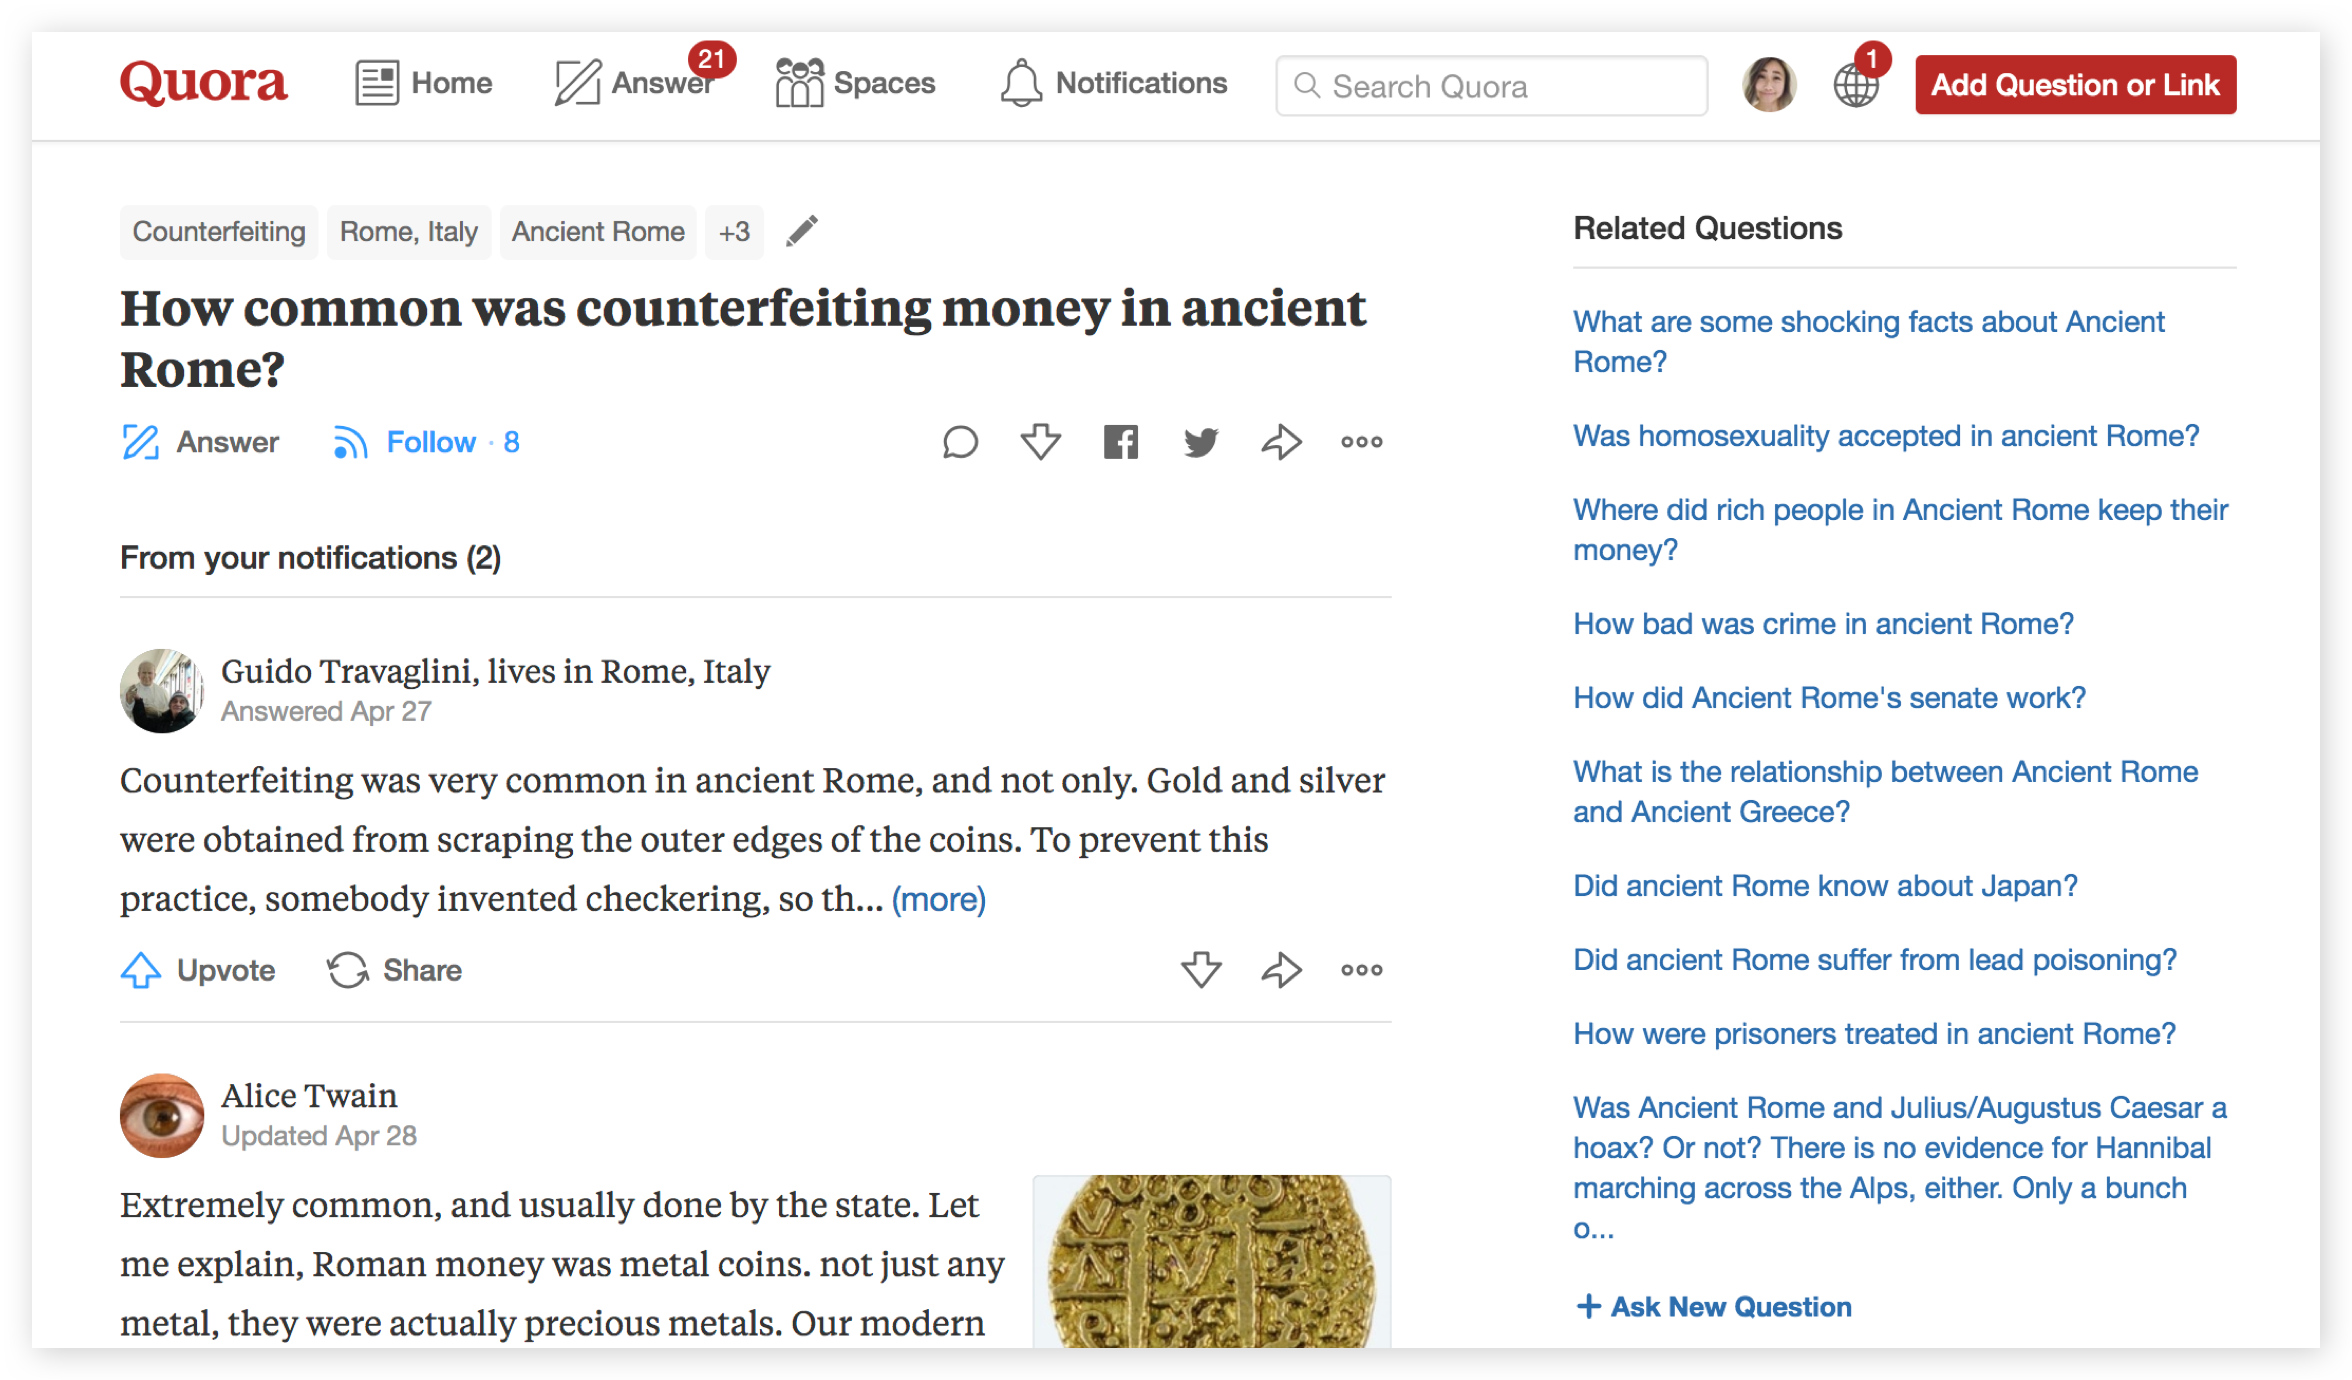 Quora
Home
Answer
21
Spaces
Notifications
Search Quora
1
Add Question or Link
Counterfeiting
Rome, Italy
Ancient Rome
+3
How common was counterfeiting money in ancient
Rome?
Answer
Follow · 8
From your notifications (2)
Guido Travaglini, lives in Rome, Italy
Answered Apr 27
Counterfeiting was very common in ancient Rome, and not only. Gold and silver
were obtained from scraping the outer edges of the coins. To prevent this
practice, somebody invented checkering, so th... (more)
Upvote
Share
Alice Twain
Updated Apr 28
Extremely common, and usually done by the state. Let
me explain, Roman money was metal coins. not just any
metal, they were actually precious metals. Our modern
Related Questions
What are some shocking facts about Ancient
Rome?
Was homosexuality accepted in ancient Rome?
Where did rich people in Ancient Rome keep their
money?
How bad was crime in ancient Rome?
How did Ancient Rome's senate work?
What is the relationship between Ancient Rome
and Ancient Greece?
Did ancient Rome know about Japan?
Did ancient Rome suffer from lead poisoning?
How were prisoners treated in ancient Rome?
Was Ancient Rome and Julius/Augustus Caesar a
hoax? Or not? There is no evidence for Hannibal
marching across the Alps, either. Only a bunch
o...
+ Ask New Question